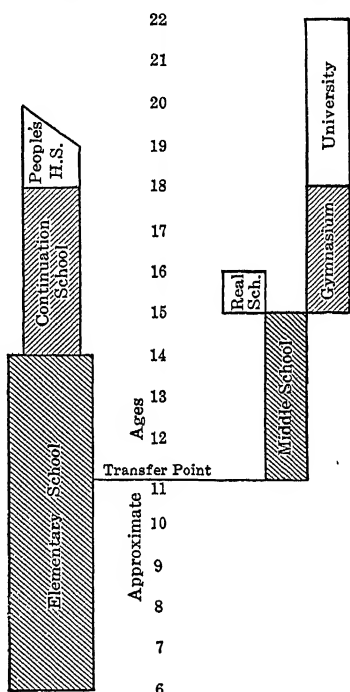 22
21
20
19
18
17
16
15
14
13
12
11
10
9
8
7
6
Ages
Approximate
Transfer Point
People's
H.S.
Continuation
School
Elementary School
Real
Sch.
Middle School
University
Gymnasium